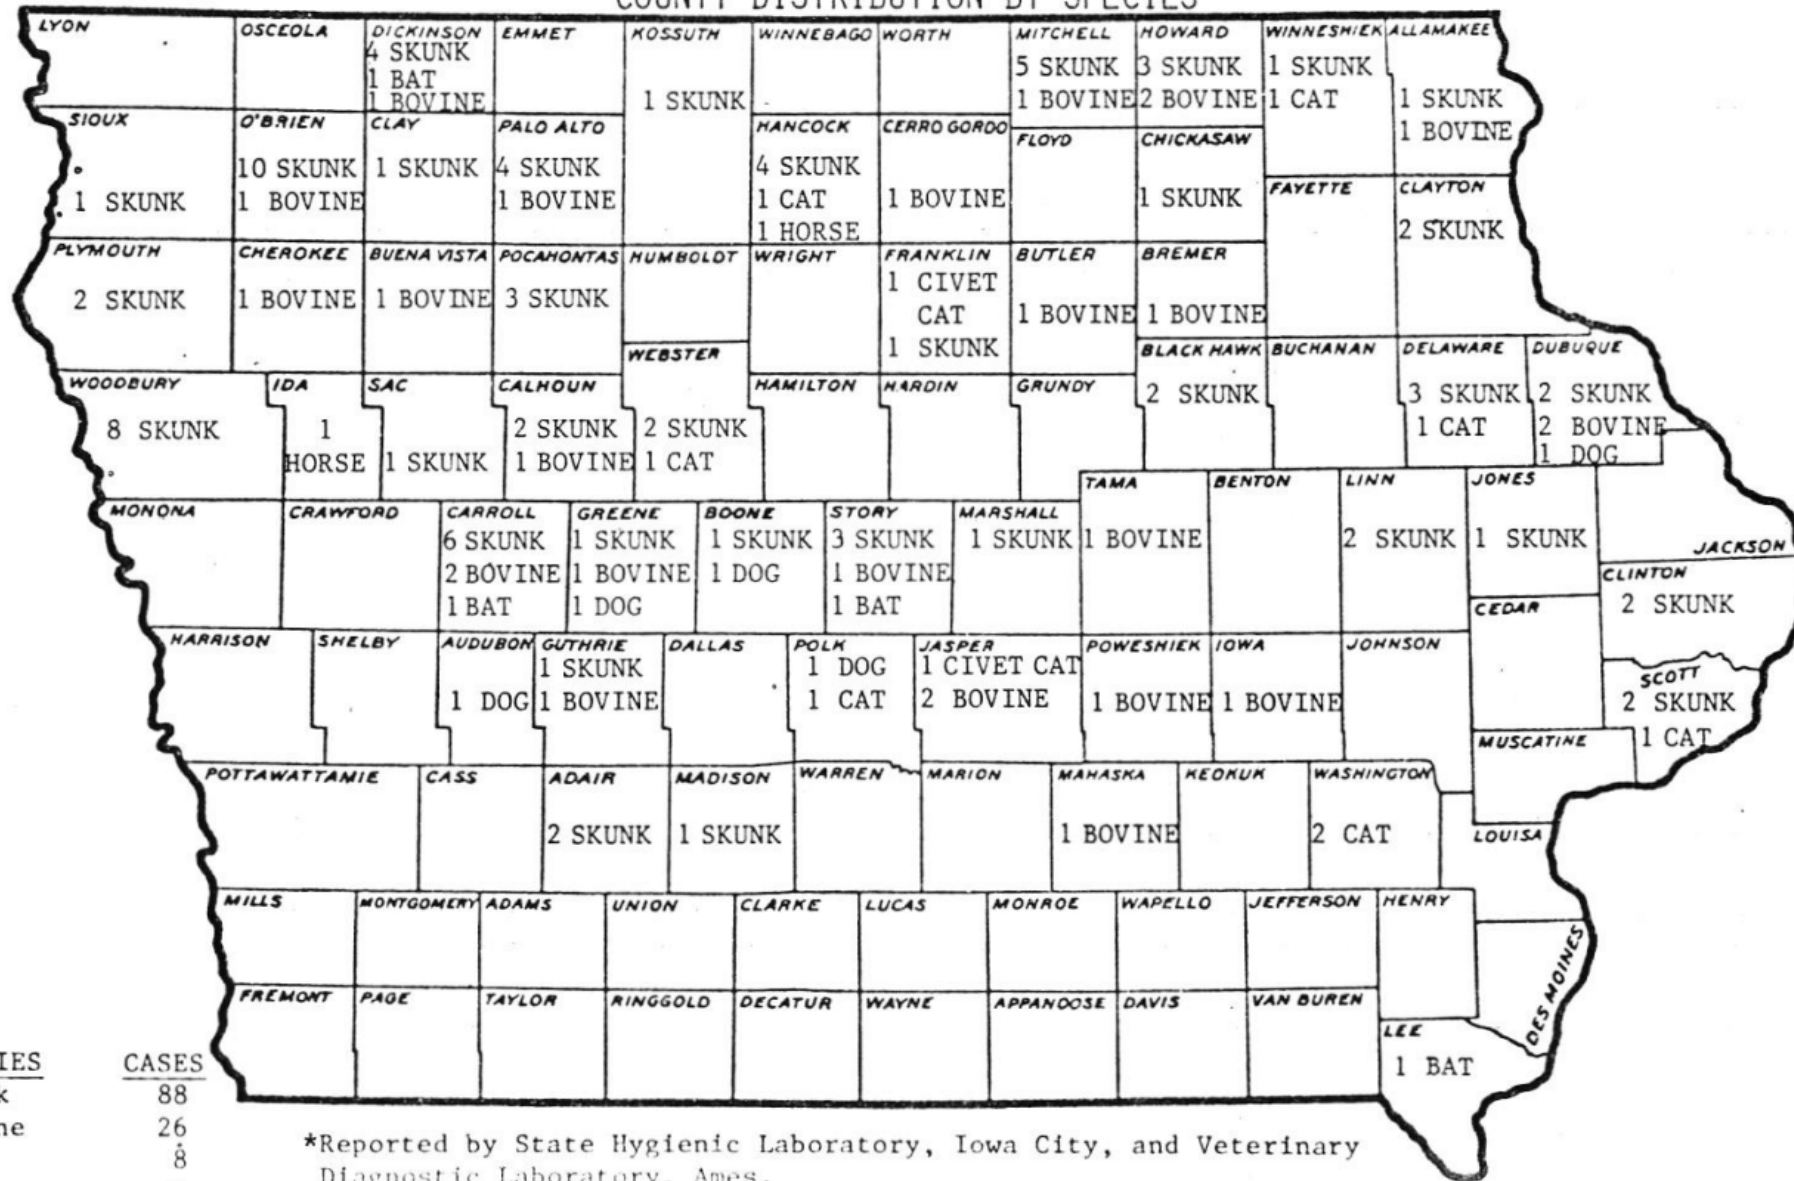 COUNTY DISTRIBUTION BY SPECIES
LYON
OSCEOLA
DICKINSON
4 SKUNK
1 BAT
1 BOVINE
EMMET
KOSSUTH
1 SKUNK
WINNEBAGO
WORTH
MITCHELL
5 SKUNK
1 BOVINE
HOWARD
3 SKUNK
2 BOVINE
WINNESHIEK
1 SKUNK
1 CAT
ALLAMAKEE
1 SKUNK
1 BOVINE
SIOUX
1 SKUNK
O'BRIEN
10 SKUNK
1 BOVINE
CLAY
1 SKUNK
PALO ALTO
4 SKUNK
1 BOVINE
HANCOCK
4 SKUNK
1 CAT
1 HORSE
CERRO GORDO
1 BOVINE
FLOYD
CHICKASAW
1 SKUNK
FAYETTE
CLAYTON
2 SKUNK
PLYMOUTH
2 SKUNK
CHEROKEE
1 BOVINE
BUENA VISTA
1 BOVINE
POCAHONTAS
3 SKUNK
HUMBOLDT
WRIGHT
FRANKLIN
1 CIVET
CAT
1 SKUNK
BUTLER
1 BOVINE
BREMER
1 BOVINE
WOODBURY
8 SKUNK
IDA
1
HORSE
SAC
1 SKUNK
CALHOUN
2 SKUNK
1 BOVINE
WEBSTER
2 SKUNK
1 CAT
HAMILTON
HARDIN
GRUNDY
BLACK HAWK
2 SKUNK
BUCHANAN
DELAWARE
3 SKUNK
1 CAT
DUBUQUE
2 SKUNK
2 BOVINE
1 DOG
MONONA
CRAWFORD
CARROLL
6 SKUNK
2 BOVINE
1 BAT
GREENE
1 SKUNK
1 BOVINE
1 DOG
BOONE
1 SKUNK
1 DOG
STORY
3 SKUNK
1 BOVINE
1 BAT
MARSHALL
1 SKUNK
TAMA
1 BOVINE
BENTON
LINN
2 SKUNK
JONES
1 SKUNK
JACKSON
CLINTON
2 SKUNK
CEDAR
HARRISON
SHELBY
AUDUBON
1 DOG
GUTHRIE
1 SKUNK
1 BOVINE
DALLAS
POLK
1 DOG
1 CAT
JASPER
1 CIVET CAT
2 BOVINE
POWESHIEK
1 BOVINE
IOWA
1 BOVINE
JOHNSON
SCOTT
2 SKUNK
1 CAT
MUSCATINE
POTTAWATTAMIE
CASS
ADAIR
2 SKUNK
MADISON
1 SKUNK
WARREN
MARION
MAHASKA
1 BOVINE
KEOKUK
WASHINGTON
2 CAT
LOUISA
MILLS
MONTGOMERY
ADAMS
UNION
CLARKE
LUCAS
MONROE
WAPELLO
JEFFERSON
HENRY
DES MOINES
FREMONT
PAGE
TAYLOR
RINGGOLD
DECATUR
WAYNE
APPANOOSE
DAVIS
VAN BUREN
LEE
1 BAT
IES CASES
k 88
ne 26
8
*Reported by State Hygienic Laboratory, Iowa City, and Veterinary
Diagnostic Laboratory, Ames.